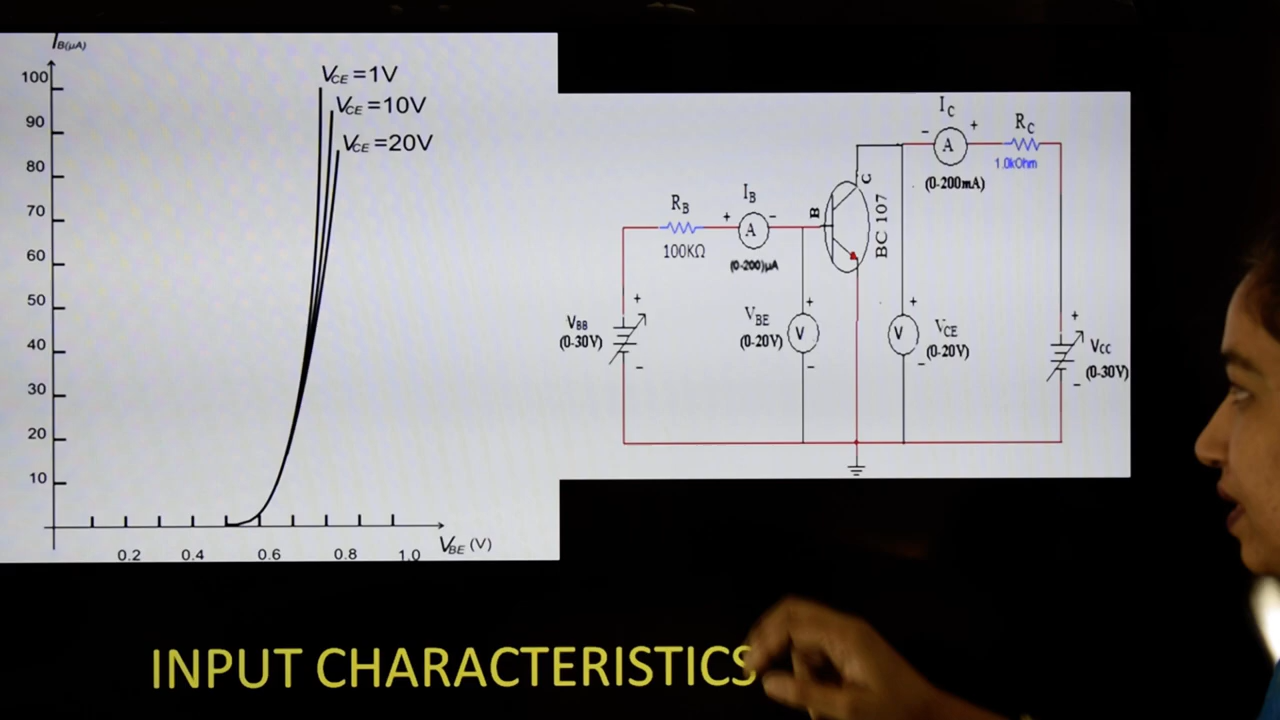 IB(μA)
100
90
80
70
60
50
40
30
20
10
VCE =1V
VCE =10V
VCE =20V
0.2 0.4 0.6 0.8 1.0 VBE (V)
RB
100KΩ
IB
+ A -
(0-200)μA
B
C
BC 107
IC
- A +
(0-200mA)
RC
1.0kOhm
VBB
(0-30V)
+
-
VBE
(0-20V)
+
V
-
VCE
(0-20V)
+
V
-
VCC
(0-30V)
+
-
INPUT CHARACTERISTICS